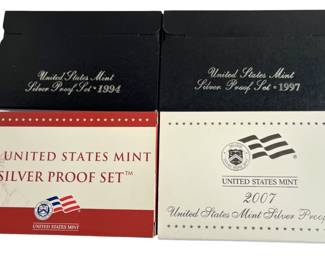 United States Mint
Silver Proof Set • 1994
United States Mint
Silver Proof Set • 1997
UNITED STATES MINT
SILVER PROOF SET™
UNITED STATES MINT
UNITED STATES MINT
2007
United States Mint Silver Proof